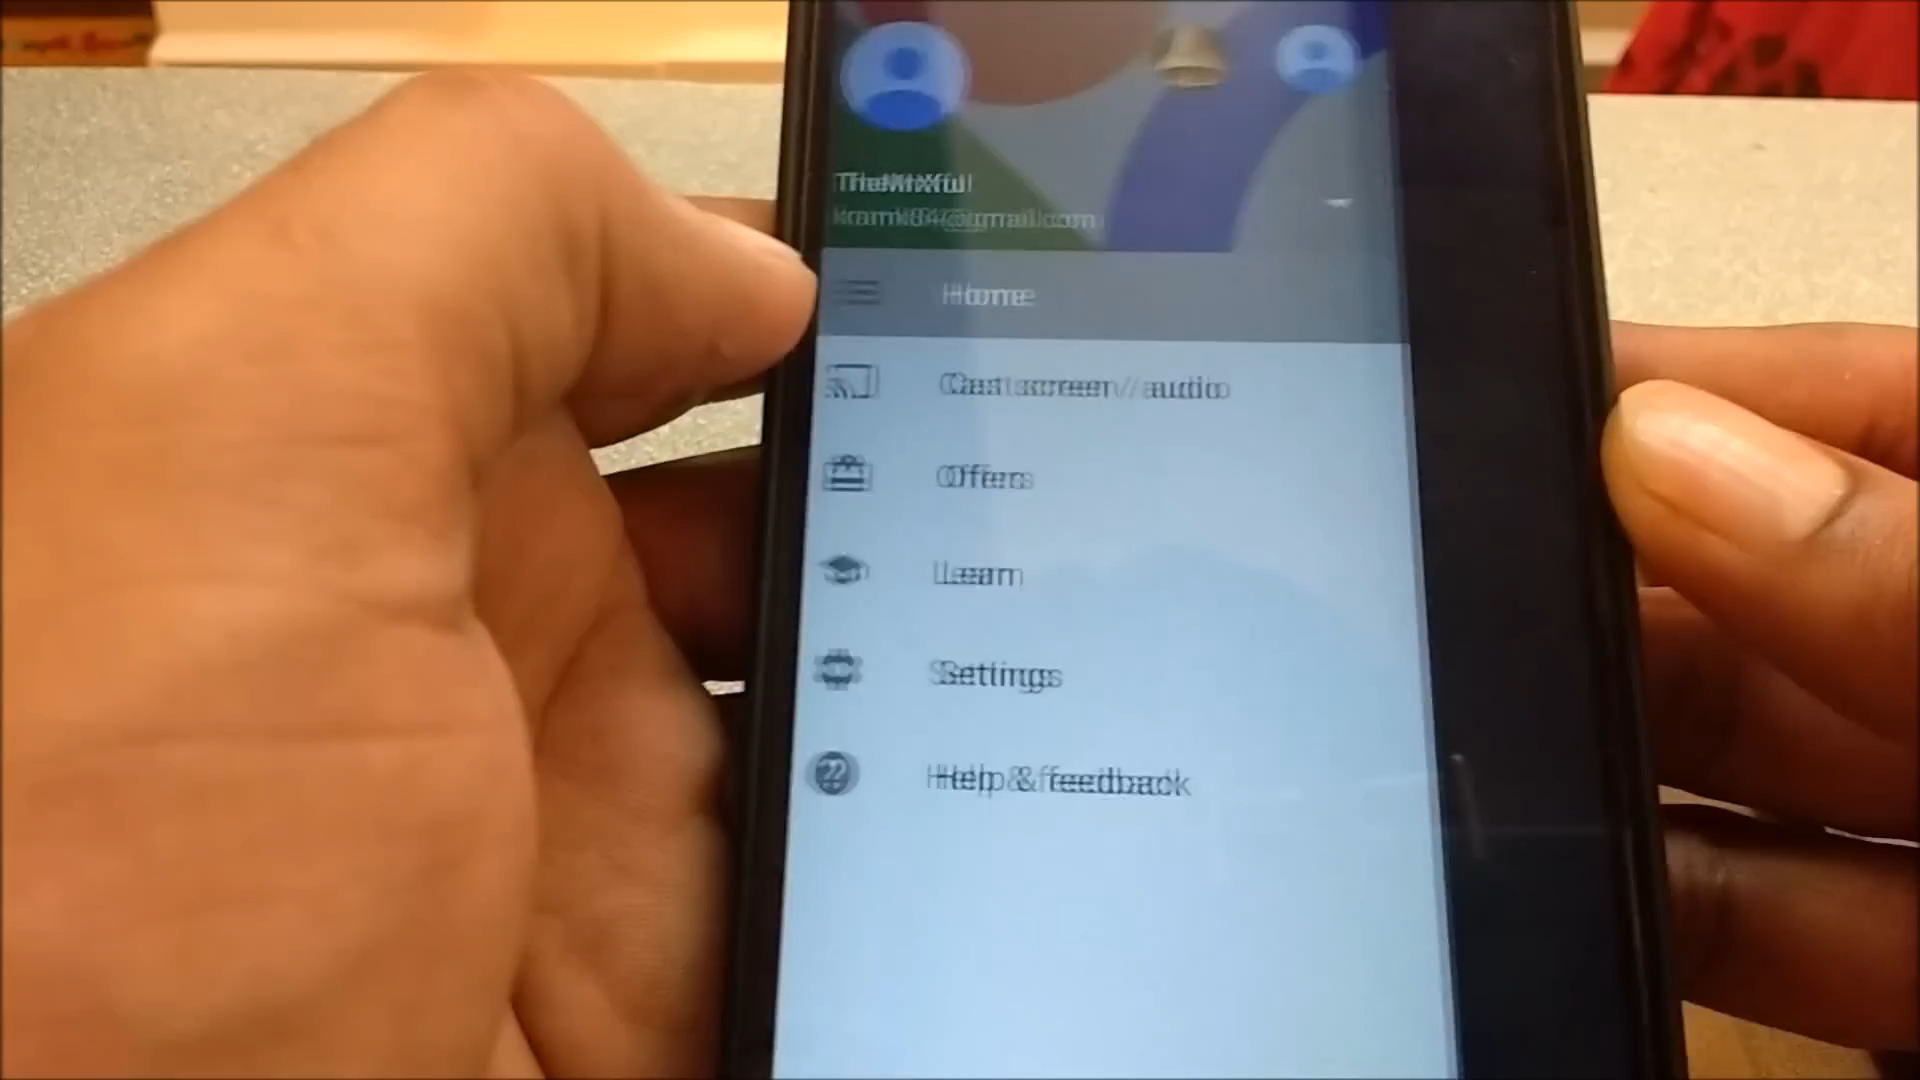 Home
Cast screen / audio
Offers
Learn
Settings
Help & feedback